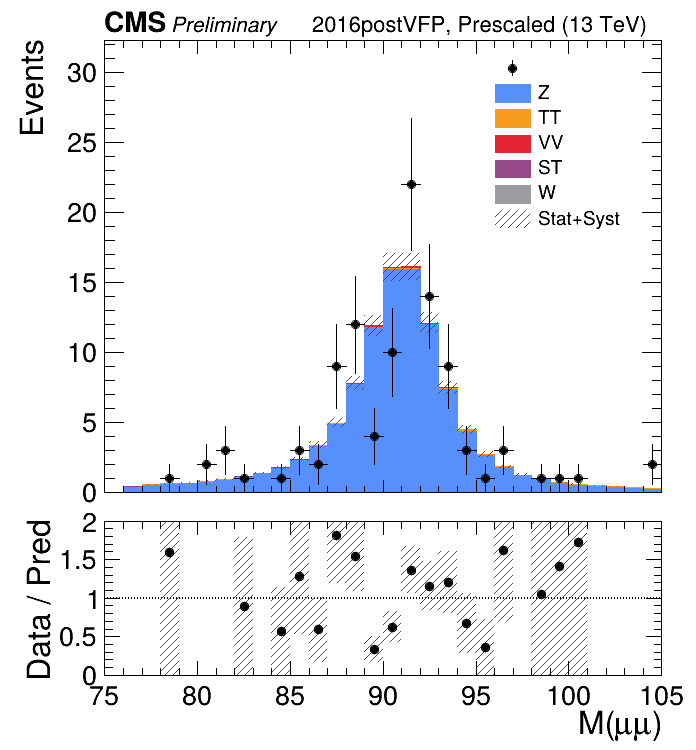 CMS Preliminary 2016postVFP, Prescaled (13 TeV)
Events
30
25
20
15
10
5
0
Z
TT
VV
ST
W
Stat+Syst
Data / Pred
2
1.5
1
0.5
0
75 80 85 90 95 100 105
M(μμ)